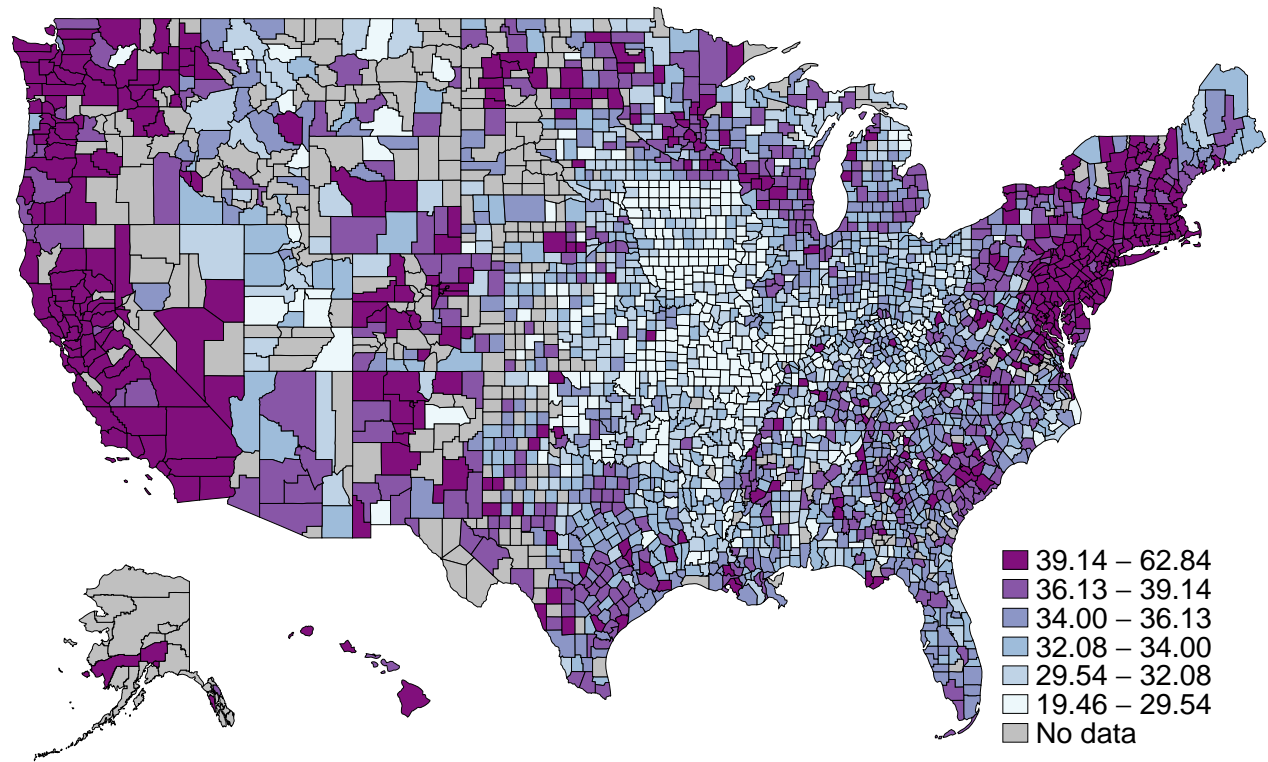 39.14 – 62.84
36.13 – 39.14
34.00 – 36.13
32.08 – 34.00
29.54 – 32.08
19.46 – 29.54
No data